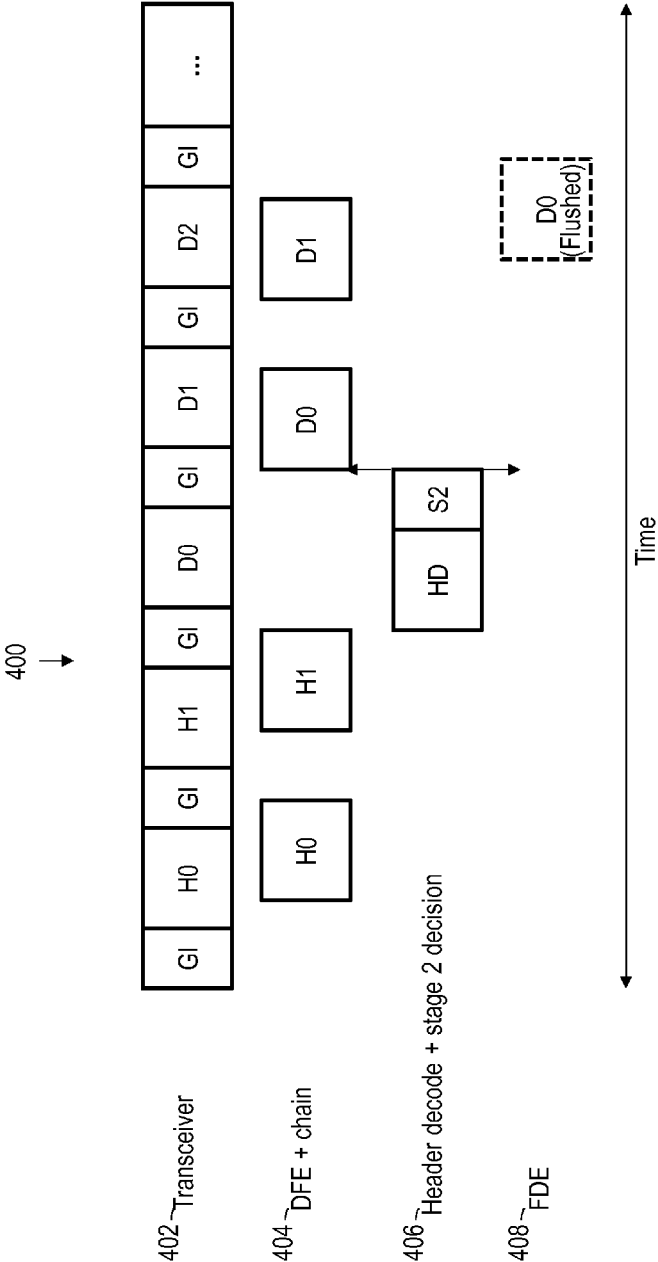 400
402 Transceiver
GI H0 GI H1 GI D0 GI D1 GI D2 GI ...
404 DFE + chain
H0 H1 D0 D1
406 Header decode + stage 2 decision
HD S2
408 FDE
D0
(Flushed)
Time